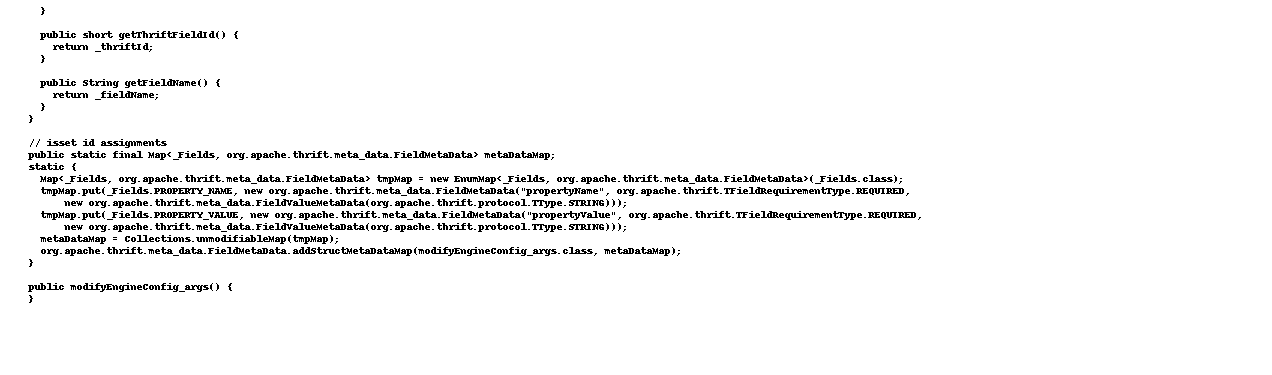 }
public short getThriftFieldId() {
return _thriftId;
}
public String getFieldName() {
return _fieldName;
}
}
// isset id assignments
public static final Map<_Fields, org.apache.thrift.meta_data.FieldMetaData> metaDataMap;
static {
Map<_Fields, org.apache.thrift.meta_data.FieldMetaData> tmpMap = new EnumMap<_Fields, org.apache.thrift.meta_data.FieldMetaData>(_Fields.class);
tmpMap.put(_Fields.PROPERTY_NAME, new org.apache.thrift.meta_data.FieldMetaData("propertyName", org.apache.thrift.TFieldRequirementType.REQUIRED,
new org.apache.thrift.meta_data.FieldValueMetaData(org.apache.thrift.protocol.TType.STRING)));
tmpMap.put(_Fields.PROPERTY_VALUE, new org.apache.thrift.meta_data.FieldMetaData("propertyValue", org.apache.thrift.TFieldRequirementType.REQUIRED,
new org.apache.thrift.meta_data.FieldValueMetaData(org.apache.thrift.protocol.TType.STRING)));
metaDataMap = Collections.unmodifiableMap(tmpMap);
org.apache.thrift.meta_data.FieldMetaData.addStructMetaDataMap(modifyEngineConfig_args.class, metaDataMap);
}
public modifyEngineConfig_args() {
}